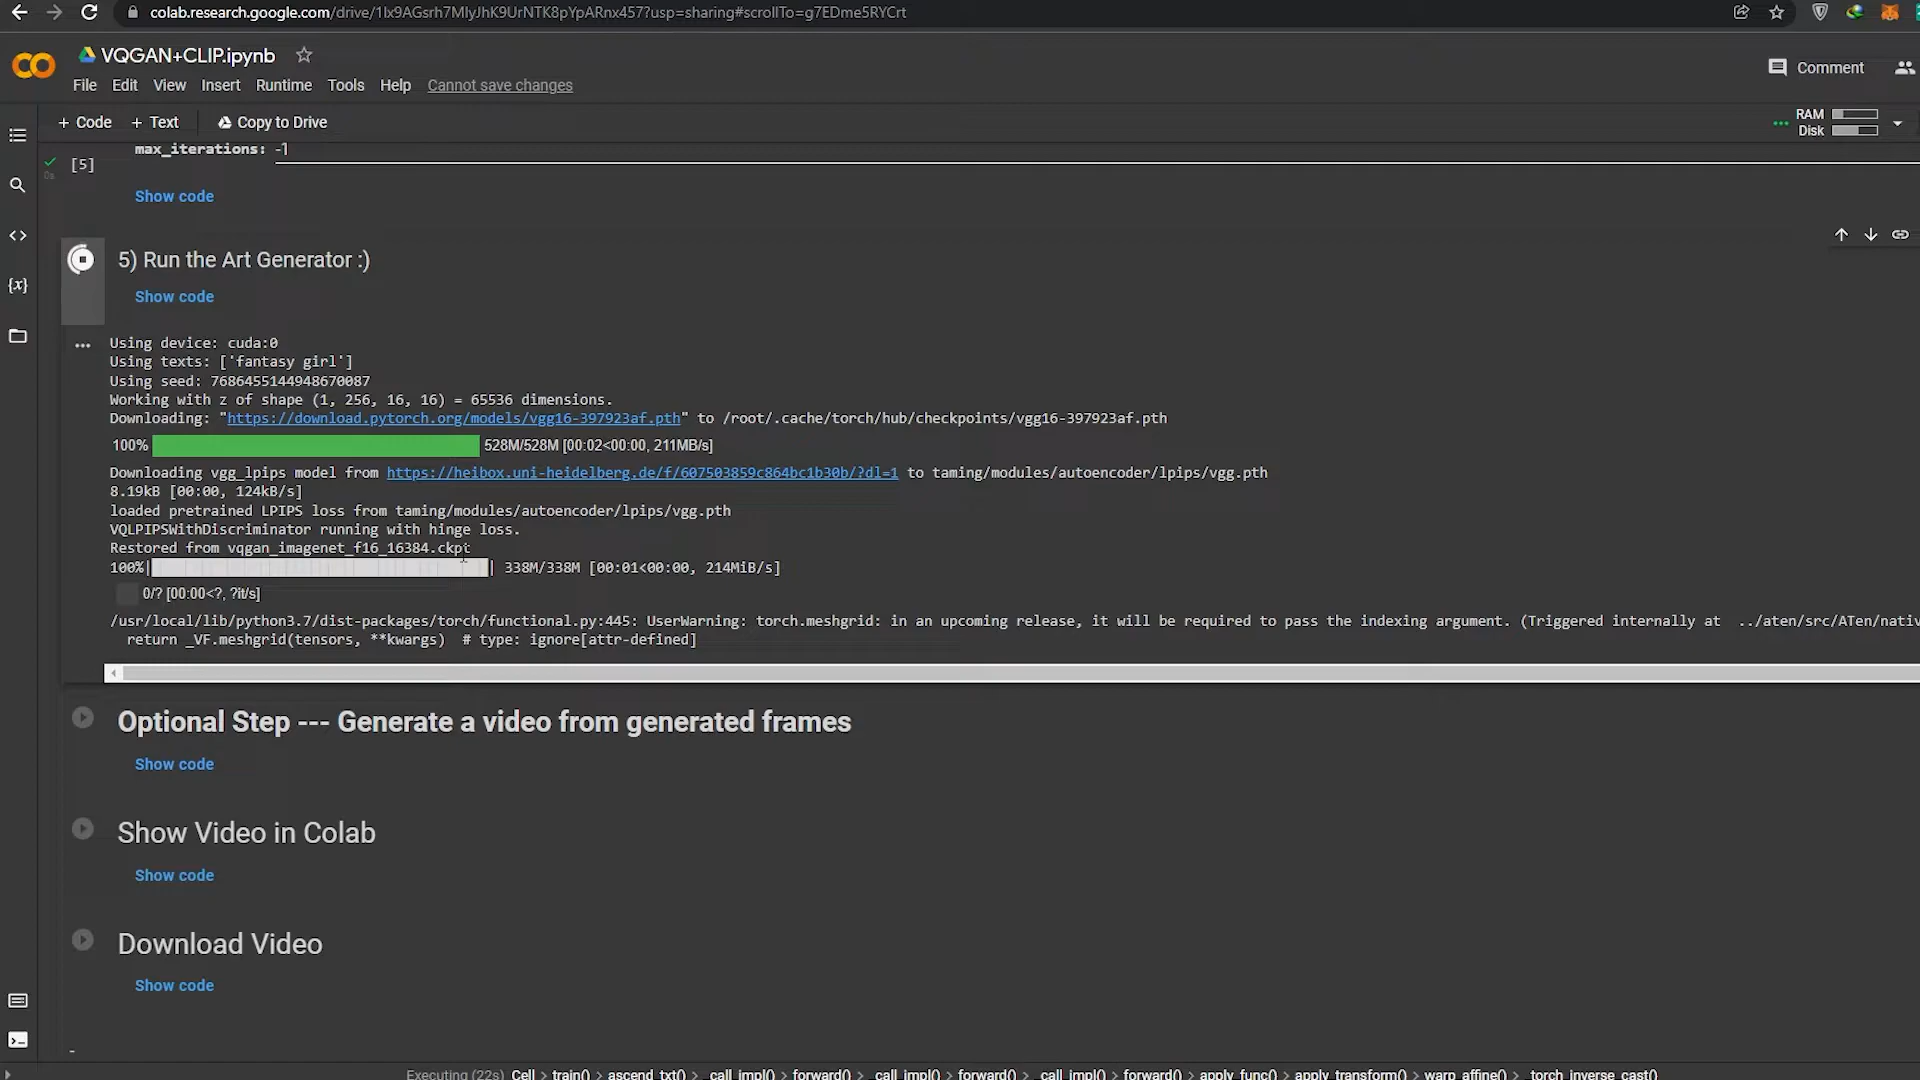 colab.research.google.com/drive/1lx9AGsrh7MlyJhK9UrNTK8pYpARnx457?usp=sharing#scrollTo=g7EDme5RYCrt
VQGAN+CLIP.ipynb
Comment
File Edit View Insert Runtime Tools Help Cannot save changes
+ Code + Text Copy to Drive
RAM
Disk
max_iterations: -1
[5]
0s
Show code
5) Run the Art Generator :)
Show code
Using device: cuda:0
Using texts: ['fantasy girl']
Using seed: 7686455144948670087
Working with z of shape (1, 256, 16, 16) = 65536 dimensions.
Downloading: "https://download.pytorch.org/models/vgg16-397923af.pth" to /root/.cache/torch/hub/checkpoints/vgg16-397923af.pth
100% 528M/528M [00:02<00:00, 211MB/s]
Downloading vgg_lpips model from https://heibox.uni-heidelberg.de/f/607503859c864bc1b30b/?dl=1 to taming/modules/autoencoder/lpips/vgg.pth
8.19kB [00:00, 124kB/s]
loaded pretrained LPIPS loss from taming/modules/autoencoder/lpips/vgg.pth
VQLPIPSWithDiscriminator running with hinge loss.
Restored from vqgan_imagenet_f16_16384.ckpt
100%| | 338M/338M [00:01<00:00, 214MiB/s]
0/? [00:00<?, ?it/s]
/usr/local/lib/python3.7/dist-packages/torch/functional.py:445: UserWarning: torch.meshgrid: in an upcoming release, it will be required to pass the indexing argument. (Triggered internally at ../aten/src/ATen/nativ
return _VF.meshgrid(tensors, **kwargs) # type: ignore[attr-defined]
Optional Step --- Generate a video from generated frames
Show code
Show Video in Colab
Show code
Download Video
Show code
Executing (22s) Cell > train() > ascend_txt() > _call_impl() > forward() > _call_impl() > forward() > _call_impl() > forward() > apply_func() > apply_transform() > warp_affine() > _torch_inverse_cast()